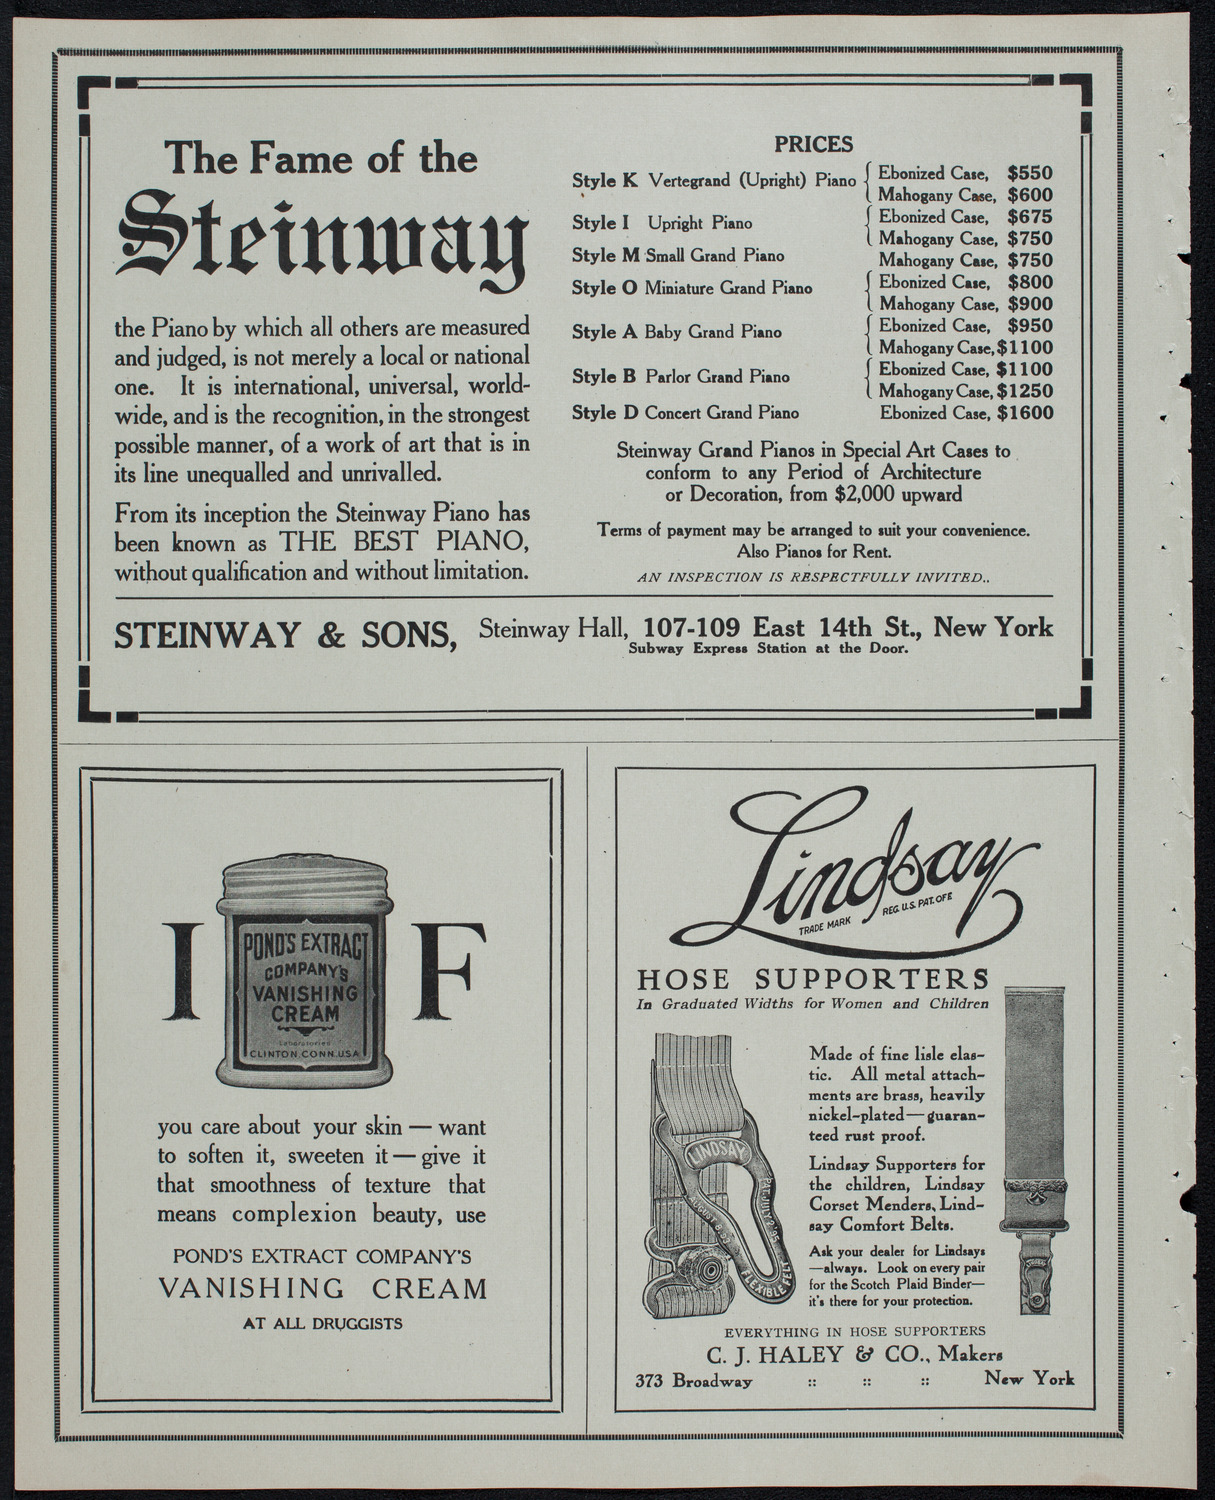 The Fame of the
Steinway
the Piano by which all others are measured
and judged, is not merely a local or national
one. It is international, universal, world-
wide, and is the recognition, in the strongest
possible manner, of a work of art that is in
its line unequalled and unrivalled.
From its inception the Steinway Piano has
been known as THE BEST PIANO,
without qualification and without limitation.
PRICES
Style K Vertegrand (Upright) Piano { Ebonized Case, $550
Mahogany Case, $600
Style I Upright Piano { Ebonized Case, $675
Mahogany Case, $750
Style M Small Grand Piano Mahogany Case, $750
Style O Miniature Grand Piano { Ebonized Case, $800
Mahogany Case, $900
Style A Baby Grand Piano { Ebonized Case, $950
Mahogany Case, $1100
Style B Parlor Grand Piano { Ebonized Case, $1100
Mahogany Case, $1250
Style D Concert Grand Piano Ebonized Case, $1600
Steinway Grand Pianos in Special Art Cases to
conform to any Period of Architecture
or Decoration, from $2,000 upward
Terms of payment may be arranged to suit your convenience.
Also Pianos for Rent.
AN INSPECTION IS RESPECTFULLY INVITED..
STEINWAY & SONS, Steinway Hall, 107-109 East 14th St., New York
Subway Express Station at the Door.
I F
POND'S EXTRACT
COMPANY'S
VANISHING
CREAM
Laboratories
CLINTON.CONN.USA
you care about your skin — want
to soften it, sweeten it — give it
that smoothness of texture that
means complexion beauty, use
POND'S EXTRACT COMPANY'S
VANISHING CREAM
AT ALL DRUGGISTS
Lindsay
TRADE MARK REG. U.S. PAT. OFF.
HOSE SUPPORTERS
In Graduated Widths for Women and Children
LINDSAY
FLEXIBLE FELT
Made of fine lisle elas-
tic. All metal attach-
ments are brass, heavily
nickel-plated—guaran-
teed rust proof.
Lindsay Supporters for
the children, Lindsay
Corset Menders, Lind-
say Comfort Belts.
Ask your dealer for Lindsays
—always. Look on every pair
for the Scotch Plaid Binder—
it's there for your protection.
EVERYTHING IN HOSE SUPPORTERS
C. J. HALEY & CO., Makers
373 Broadway :: :: :: New York